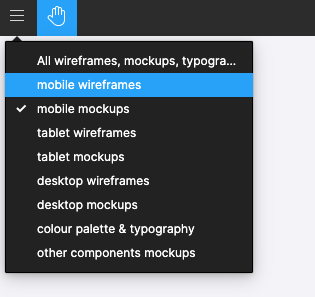 All wireframes, mockups, typogra...
mobile wireframes
mobile mockups
tablet wireframes
tablet mockups
desktop wireframes
desktop mockups
colour palette & typography
other components mockups